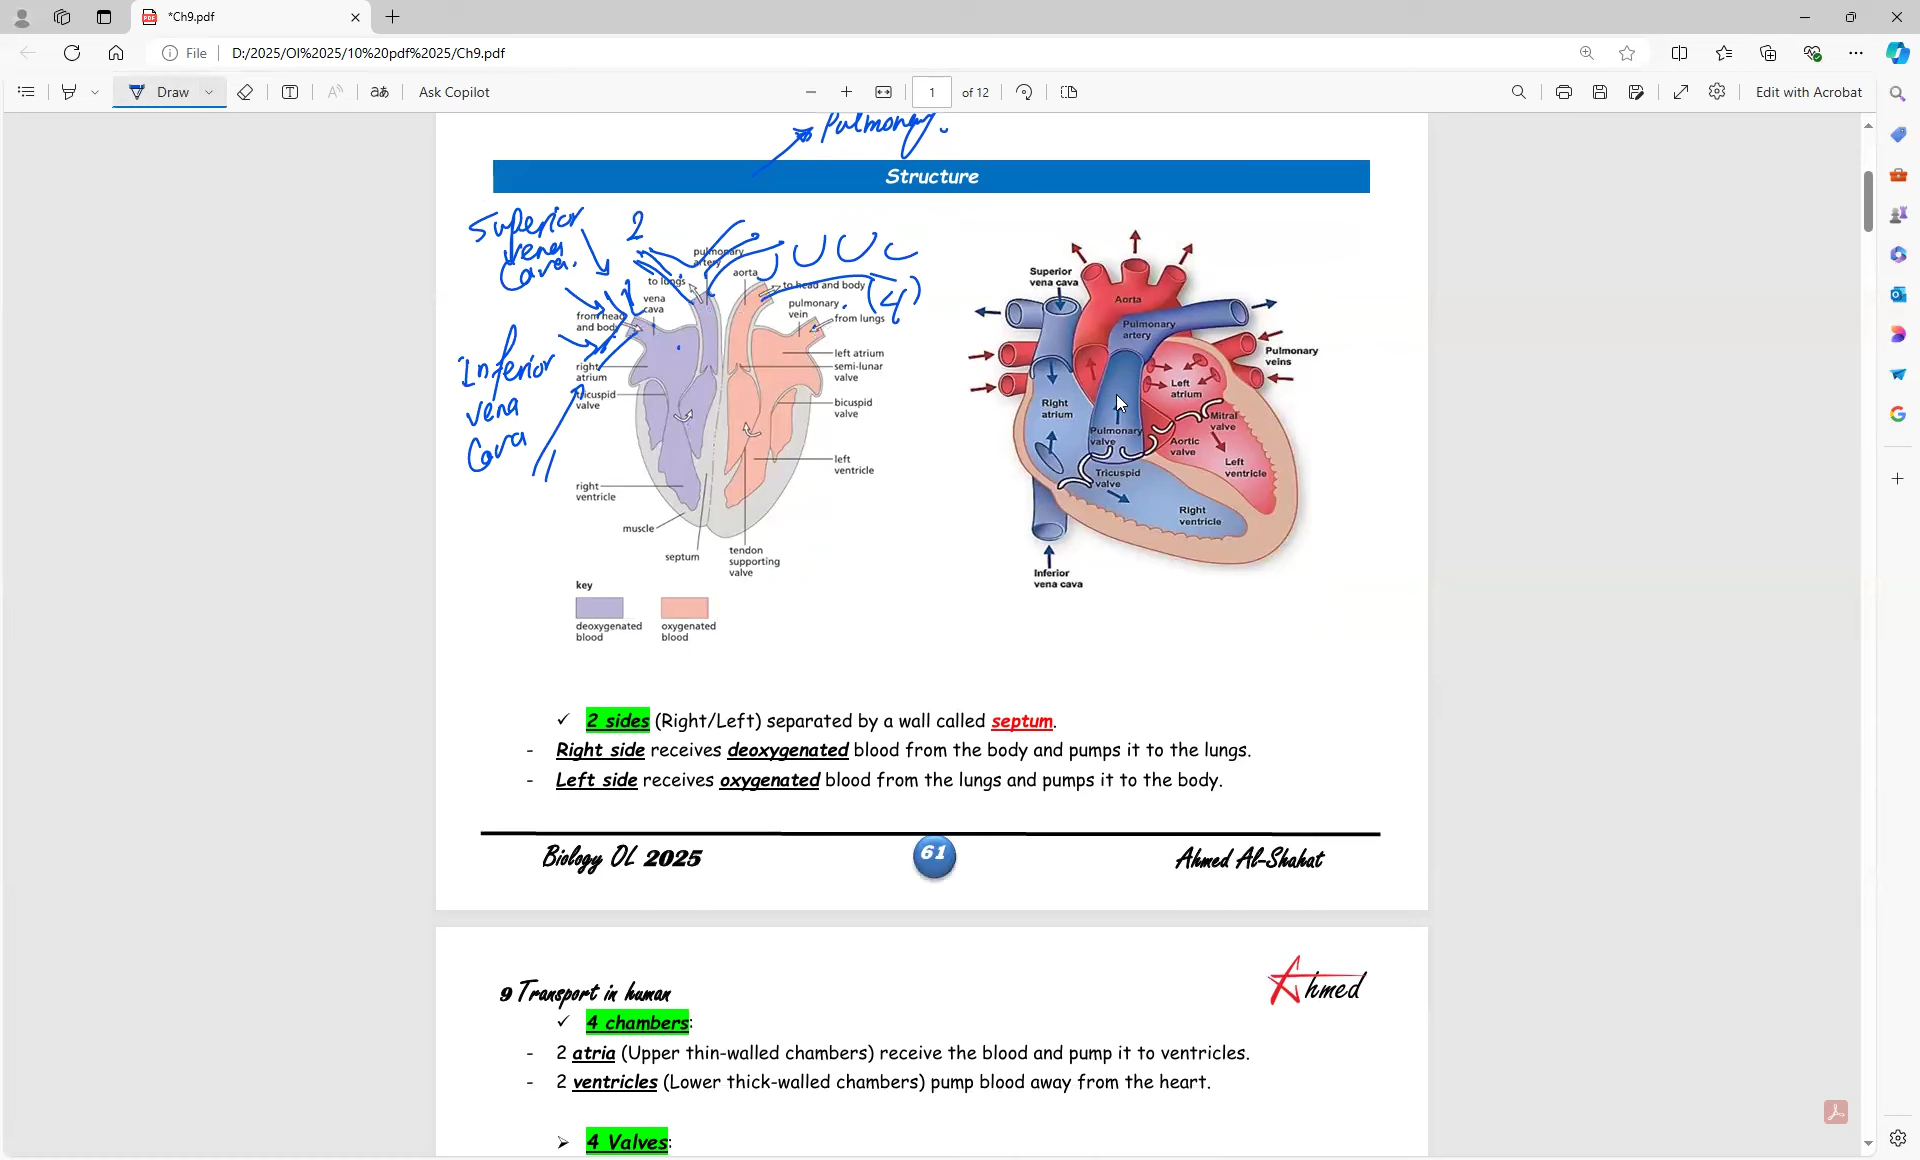 *Ch9.pdf
File
D:/2025/Ol%2025/10%20pdf%2025/Ch9.pdf
Draw
aあ
Ask Copilot
1
of 12
Edit with Acrobat
Pulmonary.
Structure
Superior
vena
Cava.
2
(4)
Inferior
vena
Cava
pulmonary
artery
aorta
to lungs
to head and body
vena
cava
pulmonary
vein
from head
and body
from lungs
right
atrium
left atrium
semi-lunar
valve
tricuspid
valve
bicuspid
valve
left
ventricle
right
ventricle
muscle
septum
tendon
supporting
valve
key
deoxygenated
blood
oxygenated
blood
Superior
vena cava
Aorta
Pulmonary
artery
Pulmonary
veins
Left
atrium
Right
atrium
Mitral
valve
Pulmonary
valve
Aortic
valve
Left
ventricle
Tricuspid
valve
Right
ventricle
Inferior
vena cava
✓ 2 sides (Right/Left) separated by a wall called septum.
- Right side receives deoxygenated blood from the body and pumps it to the lungs.
- Left side receives oxygenated blood from the lungs and pumps it to the body.
Biology OL 2025
61
Ahmed Al-Shahat
9 Transport in human
Ahmed
✓ 4 chambers:
- 2 atria (Upper thin-walled chambers) receive the blood and pump it to ventricles.
- 2 ventricles (Lower thick-walled chambers) pump blood away from the heart.
➢ 4 Valves: